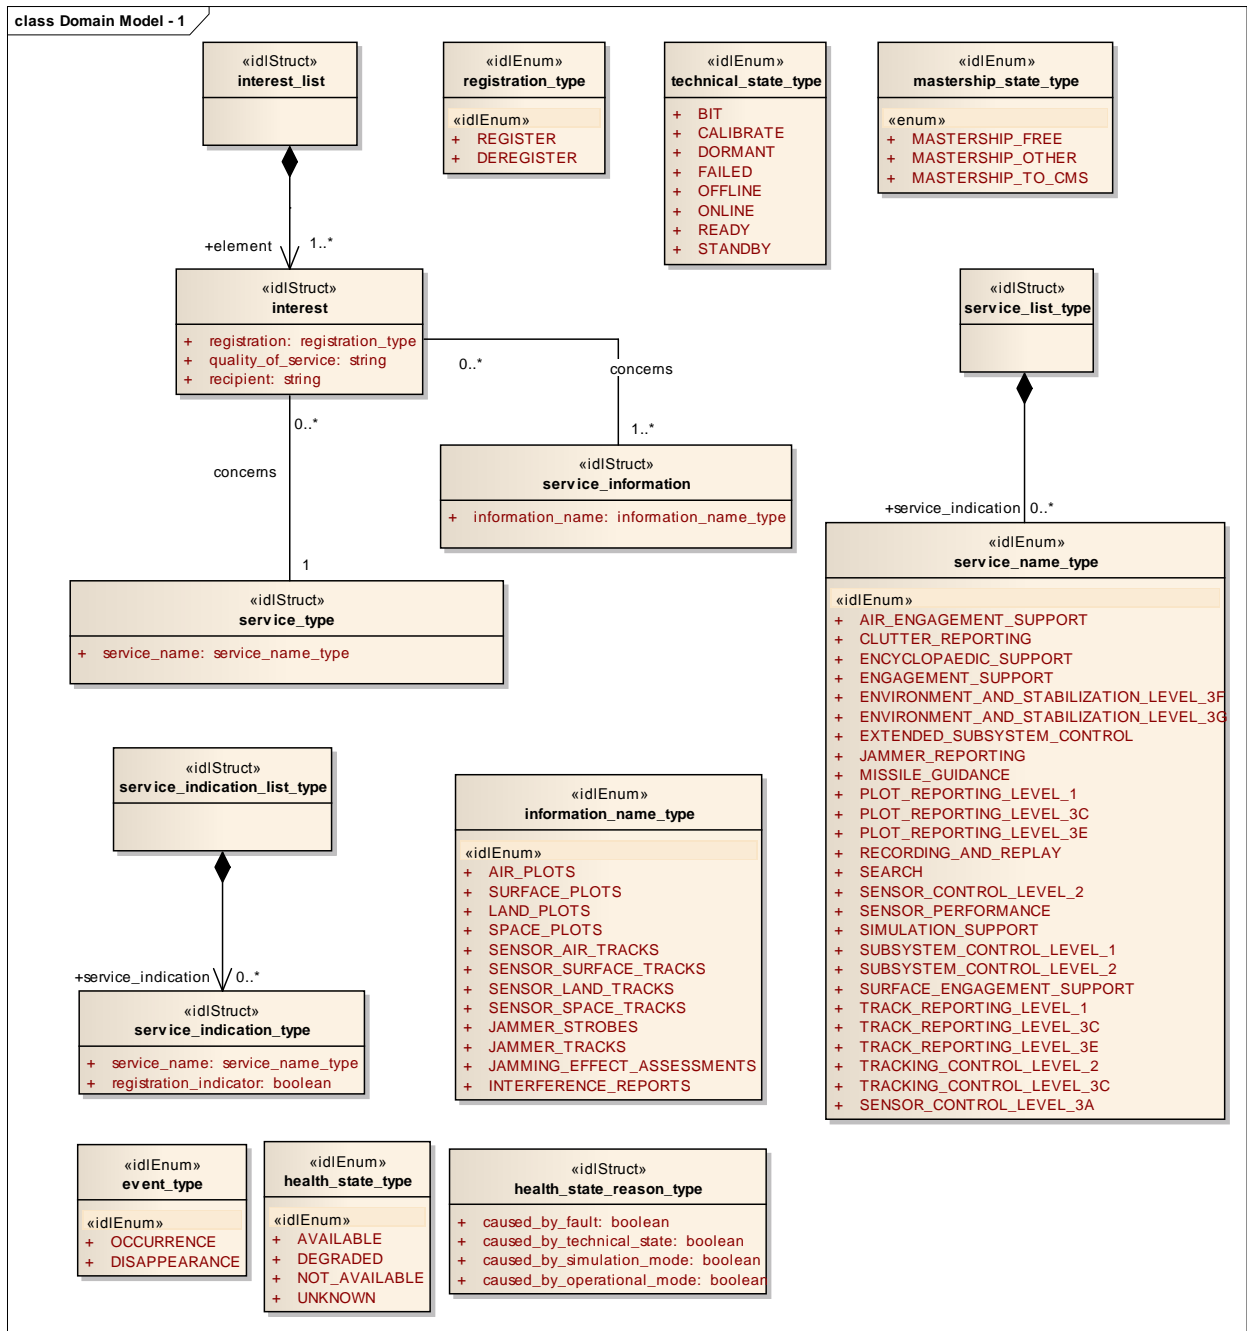 class Domain Model - 1
«idlStruct»
interest_list
+element
1..*
«idlEnum»
registration_type
«idlEnum»
+ REGISTER
+ DEREGISTER
«idlEnum»
technical_state_type
+ BIT
+ CALIBRATE
+ DORMANT
+ FAILED
+ OFFLINE
+ ONLINE
+ READY
+ STANDBY
«idlEnum»
mastership_state_type
«enum»
+ MASTERSHIP_FREE
+ MASTERSHIP_OTHER
+ MASTERSHIP_TO_CMS
«idlStruct»
interest
+ registration: registration_type
+ quality_of_service: string
+ recipient: string
0..*
concerns
1..*
0..*
concerns
1
«idlStruct»
service_list_type
+service_indication
0..*
«idlStruct»
service_information
+ information_name: information_name_type
«idlStruct»
service_type
+ service_name: service_name_type
«idlEnum»
service_name_type
«idlEnum»
+ AIR_ENGAGEMENT_SUPPORT
+ CLUTTER_REPORTING
+ ENCYCLOPAEDIC_SUPPORT
+ ENGAGEMENT_SUPPORT
+ ENVIRONMENT_AND_STABILIZATION_LEVEL_3F
+ ENVIRONMENT_AND_STABILIZATION_LEVEL_3G
+ EXTENDED_SUBSYSTEM_CONTROL
+ JAMMER_REPORTING
+ MISSILE_GUIDANCE
+ PLOT_REPORTING_LEVEL_1
+ PLOT_REPORTING_LEVEL_3C
+ PLOT_REPORTING_LEVEL_3E
+ RECORDING_AND_REPLAY
+ SEARCH
+ SENSOR_CONTROL_LEVEL_2
+ SENSOR_PERFORMANCE
+ SIMULATION_SUPPORT
+ SUBSYSTEM_CONTROL_LEVEL_1
+ SUBSYSTEM_CONTROL_LEVEL_2
+ SURFACE_ENGAGEMENT_SUPPORT
+ TRACK_REPORTING_LEVEL_1
+ TRACK_REPORTING_LEVEL_3C
+ TRACK_REPORTING_LEVEL_3E
+ TRACKING_CONTROL_LEVEL_2
+ TRACKING_CONTROL_LEVEL_3C
+ SENSOR_CONTROL_LEVEL_3A
«idlStruct»
service_indication_list_type
+service_indication
0..*
«idlStruct»
service_indication_type
+ service_name: service_name_type
+ registration_indicator: boolean
«idlEnum»
information_name_type
«idlEnum»
+ AIR_PLOTS
+ SURFACE_PLOTS
+ LAND_PLOTS
+ SPACE_PLOTS
+ SENSOR_AIR_TRACKS
+ SENSOR_SURFACE_TRACKS
+ SENSOR_LAND_TRACKS
+ SENSOR_SPACE_TRACKS
+ JAMMER_STROBES
+ JAMMER_TRACKS
+ JAMMING_EFFECT_ASSESSMENTS
+ INTERFERENCE_REPORTS
«idlEnum»
event_type
«idlEnum»
+ OCCURRENCE
+ DISAPPEARANCE
«idlEnum»
health_state_type
«idlEnum»
+ AVAILABLE
+ DEGRADED
+ NOT_AVAILABLE
+ UNKNOWN
«idlStruct»
health_state_reason_type
+ caused_by_fault: boolean
+ caused_by_technical_state: boolean
+ caused_by_simulation_mode: boolean
+ caused_by_operational_mode: boolean